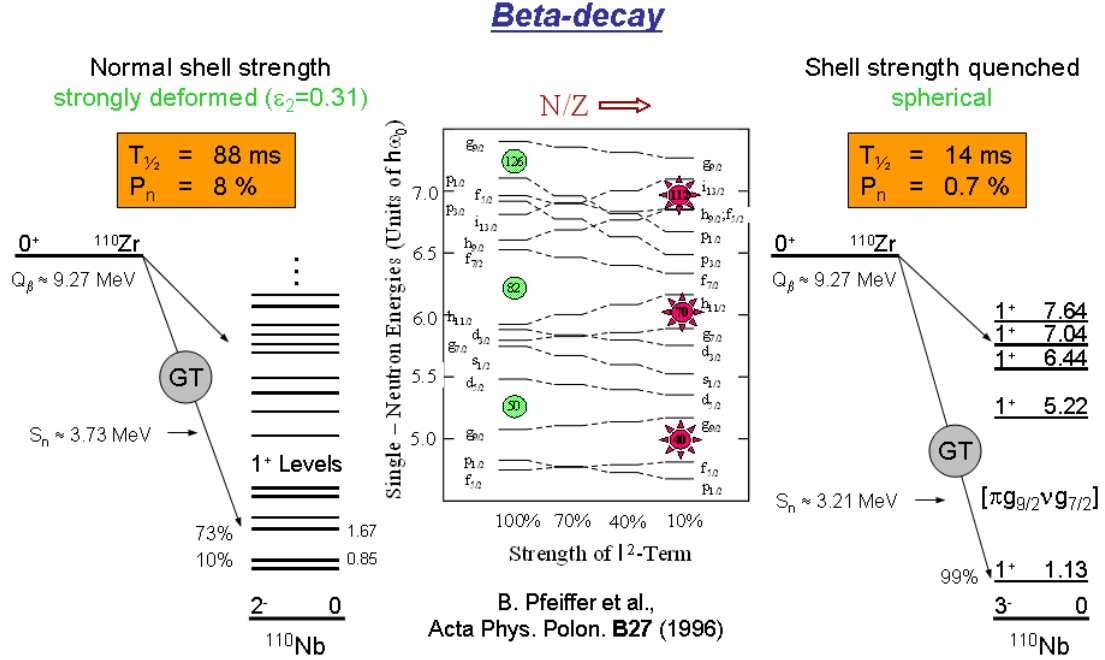 Beta-decay
Normal shell strength
strongly deformed (ε₂=0.31)
T½ = 88 ms
Pₙ = 8 %
0⁺ ¹¹⁰Zr
Qβ ≈ 9.27 MeV
GT
Sₙ ≈ 3.73 MeV
1⁺ Levels
73% 1.67
10% 0.85
2⁻ 0
¹¹⁰Nb
N/Z
Single – Neutron Energies (Units of ħω₀)
7.0
6.5
6.0
5.5
5.0
g₉/₂
p₁/₂
f₅/₂
p₃/₂
i₁₃/₂
h₉/₂
f₇/₂
h₁₁/₂
d₃/₂
g₇/₂
s₁/₂
d₅/₂
g₉/₂
p₁/₂
f₅/₂
126
82
50
112
70
40
g₉/₂
i₁₃/₂
h₉/₂;f₅/₂
p₁/₂
p₃/₂
f₇/₂
h₁₁/₂
g₇/₂
d₃/₂
s₁/₂
d₅/₂
g₉/₂
f₅/₂
p₁/₂
100% 70% 40% 10%
Strength of l²-Term
B. Pfeiffer et al.,
Acta Phys. Polon. B27 (1996)
Shell strength quenched
spherical
T½ = 14 ms
Pₙ = 0.7 %
0⁺ ¹¹⁰Zr
Qβ ≈ 9.27 MeV
1⁺ 7.64
1⁺ 7.04
1⁺ 6.44
1⁺ 5.22
GT
Sₙ ≈ 3.21 MeV
[πg₉/₂νg₇/₂]
99% 1⁺ 1.13
3⁻ 0
¹¹⁰Nb